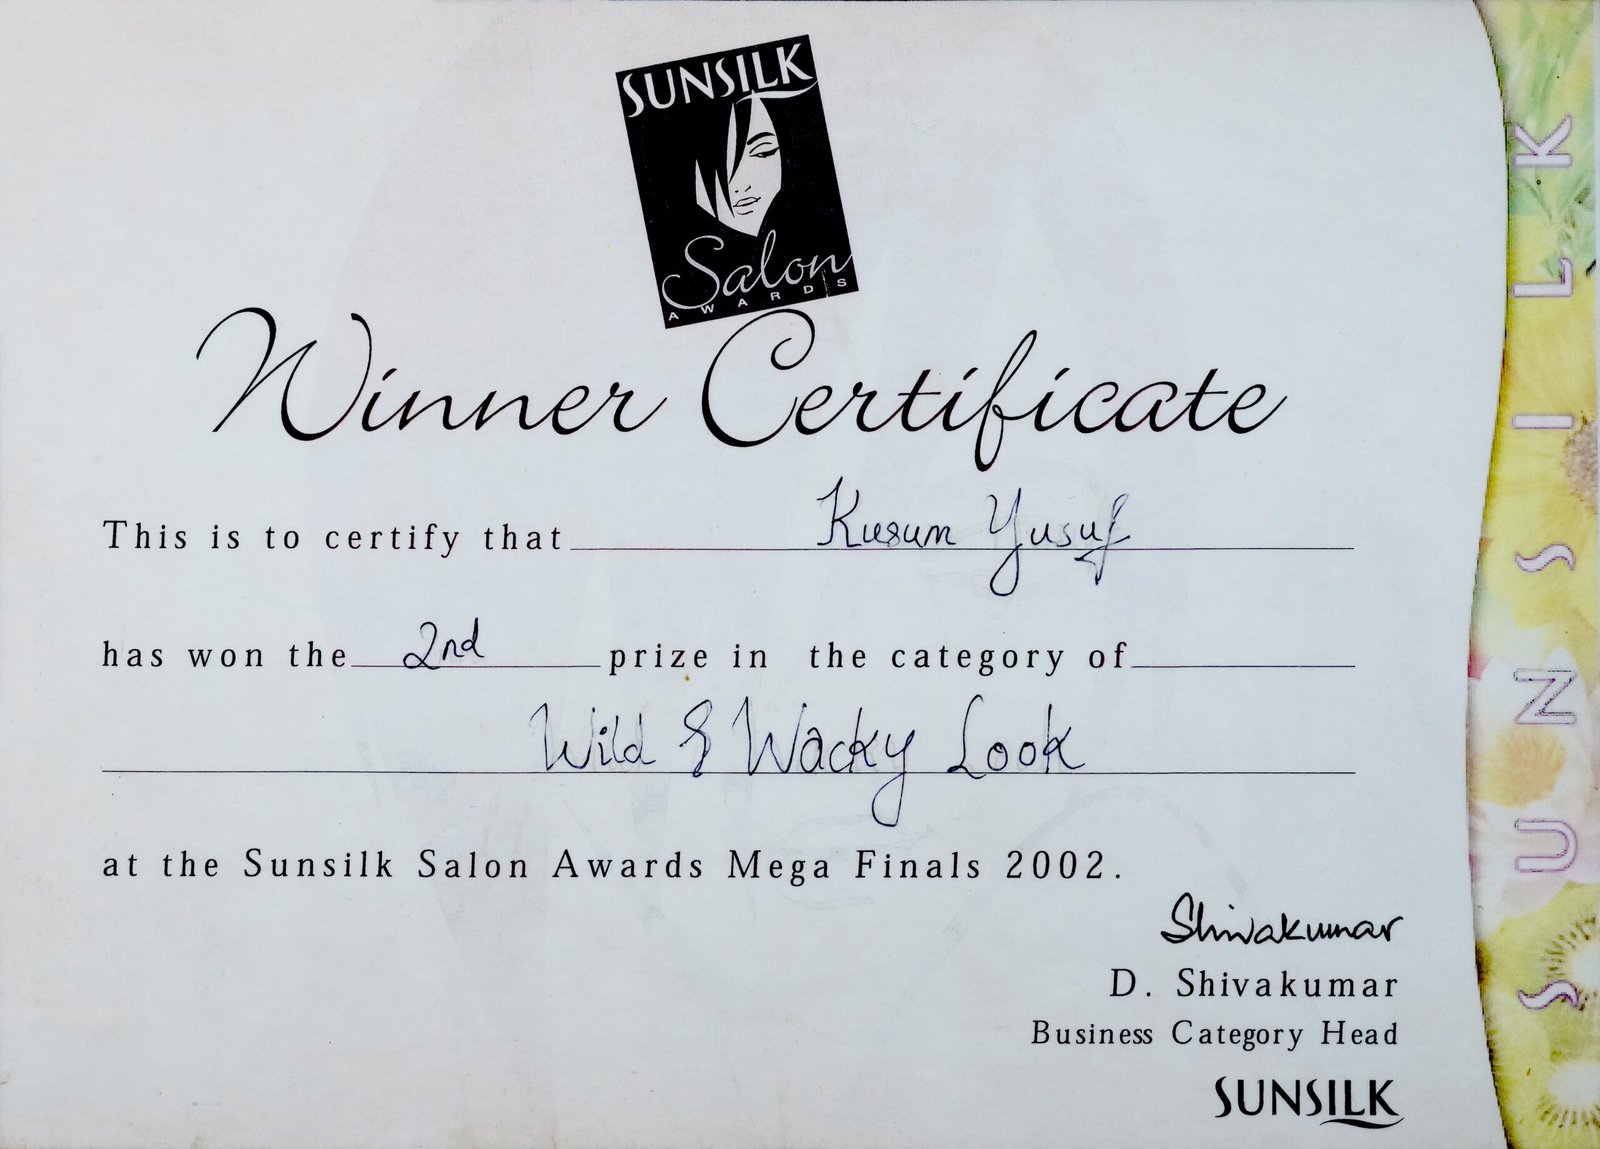 SUNSILK
Salon
AWARDS
Winner Certificate
This is to certify that Kusum Yusuf
has won the 2nd prize in the category of
Wild & Wacky Look
at the Sunsilk Salon Awards Mega Finals 2002.
Shivakumar
D. Shivakumar
Business Category Head
SUNSILK
SUNSILK